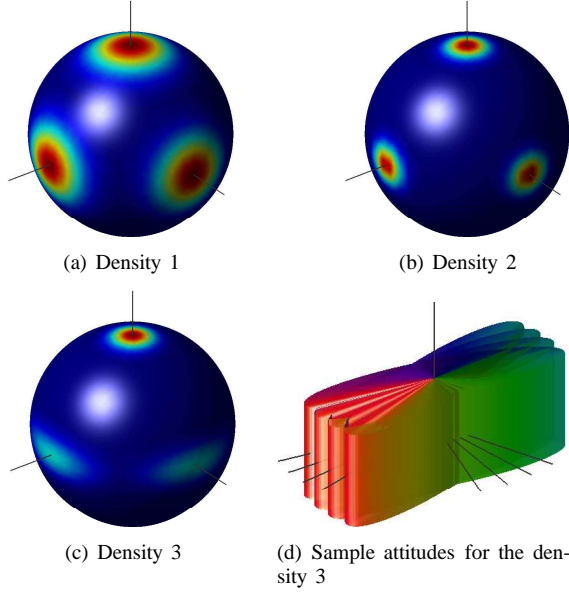 (a) Density 1
(b) Density 2
(c) Density 3
(d) Sample attitudes for the den-
sity 3